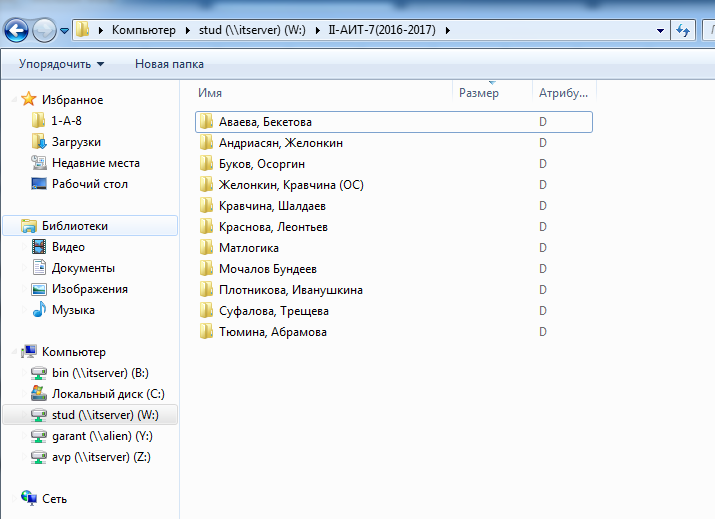 Компьютер stud (\\itserver) (W:) II-АИТ-7(2016-2017)
Упорядочить Новая папка
Имя Размер Атрибу...
Избранное
1-А-8
Загрузки
Недавние места
Рабочий стол
Библиотеки
Видео
Документы
Изображения
Музыка
Компьютер
bin (\\itserver) (B:)
Локальный диск (C:)
stud (\\itserver) (W:)
garant (\\alien) (Y:)
avp (\\itserver) (Z:)
Сеть
Аваева, Бекетова D
Андриасян, Желонкин D
Буков, Осоргин D
Желонкин, Кравчина (ОС) D
Кравчина, Шалдаев D
Краснова, Леонтьев D
Матлогика D
Мочалов Бундеев D
Плотникова, Иванушкина D
Суфалова, Трещева D
Тюмина, Абрамова D